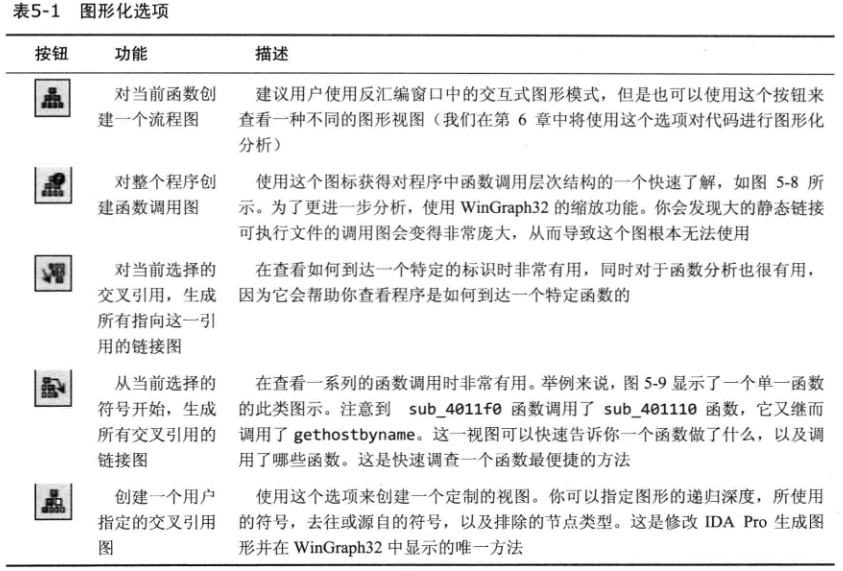 表5-1 图形化选项
按钮 功能 描述
对当前函数创 建议用户使用反汇编窗口中的交互式图形模式，但是也可以使用这个按钮来
建一个流程图 查看一种不同的图形视图（我们在第 6 章中将使用这个选项对代码进行图形化
分析）
对整个程序创 使用这个图标获得对程序中函数调用层次结构的一个快速了解，如图 5-8 所
建函数调用图 示。为了更进一步分析，使用 WinGraph32 的缩放功能。你会发现大的静态链接
可执行文件的调用图会变得非常庞大，从而导致这个图根本无法使用
对当前选择的 在查看如何到达一个特定的标识时非常有用，同时对于函数分析也很有用，
交叉引用，生成 因为它会帮助你查看程序是如何到达一个特定函数的
所有指向这一引
用的链接图
从当前选择的 在查看一系列的函数调用时非常有用。举例来说，图 5-9 显示了一个单一函数
符号开始，生成 的此类图示。注意到 sub_4011f0 函数调用了 sub_401110 函数，它又继而
所有交叉引用的 调用了 gethostbyname。这一视图可以快速告诉你一个函数做了什么，以及调
链接图 用了哪些函数。这是快速调查一个函数最便捷的方法
创建一个用户 使用这个选项来创建一个定制的视图。你可以指定图形的递归深度，所使用
指定的交叉引用 的符号，去往或源自的符号，以及排除的节点类型。这是修改 IDA Pro 生成图
图 形并在 WinGraph32 中显示的唯一方法